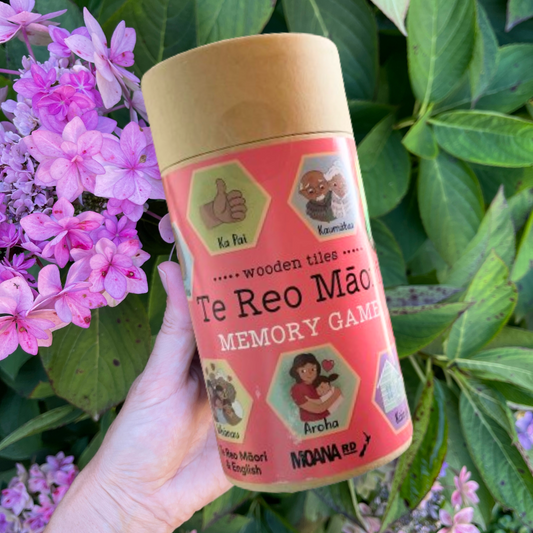 Ka Pai
Kaumātua
wooden tiles
Te Reo Māo
MEMORY GAME
Aroha
Te Reo Māori
& English
MOANA RD